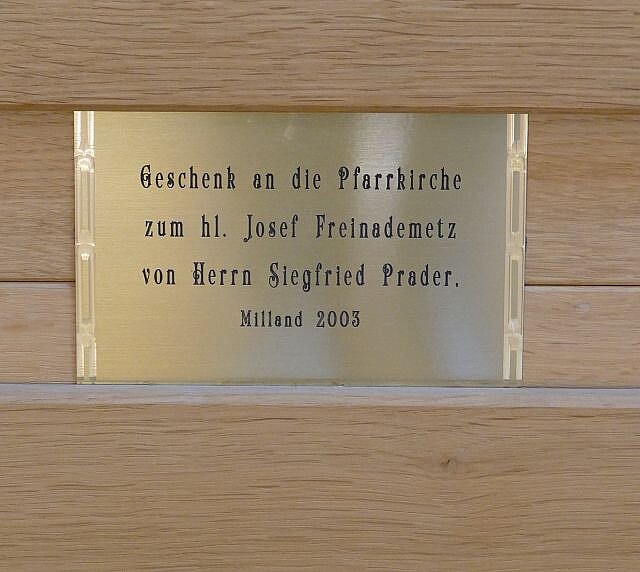 Geschenk an die Pfarrkirche
zum hl. Josef Freinademetz
von Herrn Siegfried Prader.
Milland 2003